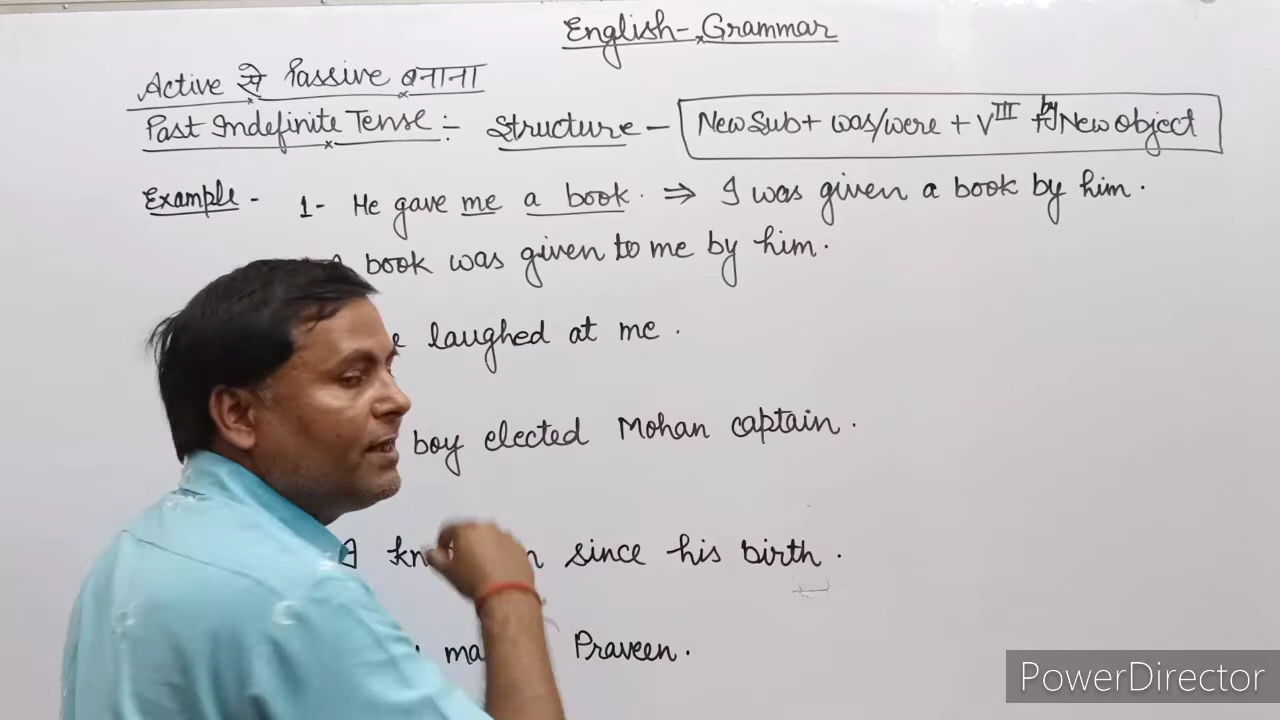 English-Grammar
Active से Passive बनाना
Past Indefinite Tense :- Structure - New Sub + was/were + V III + by New object
Example - 1- He gave me a book. ⇒ I was given a book by him.
book was given to me by him.
laughed at me.
boy elected Mohan captain.
I since his birth.
Praveen.
PowerDirector